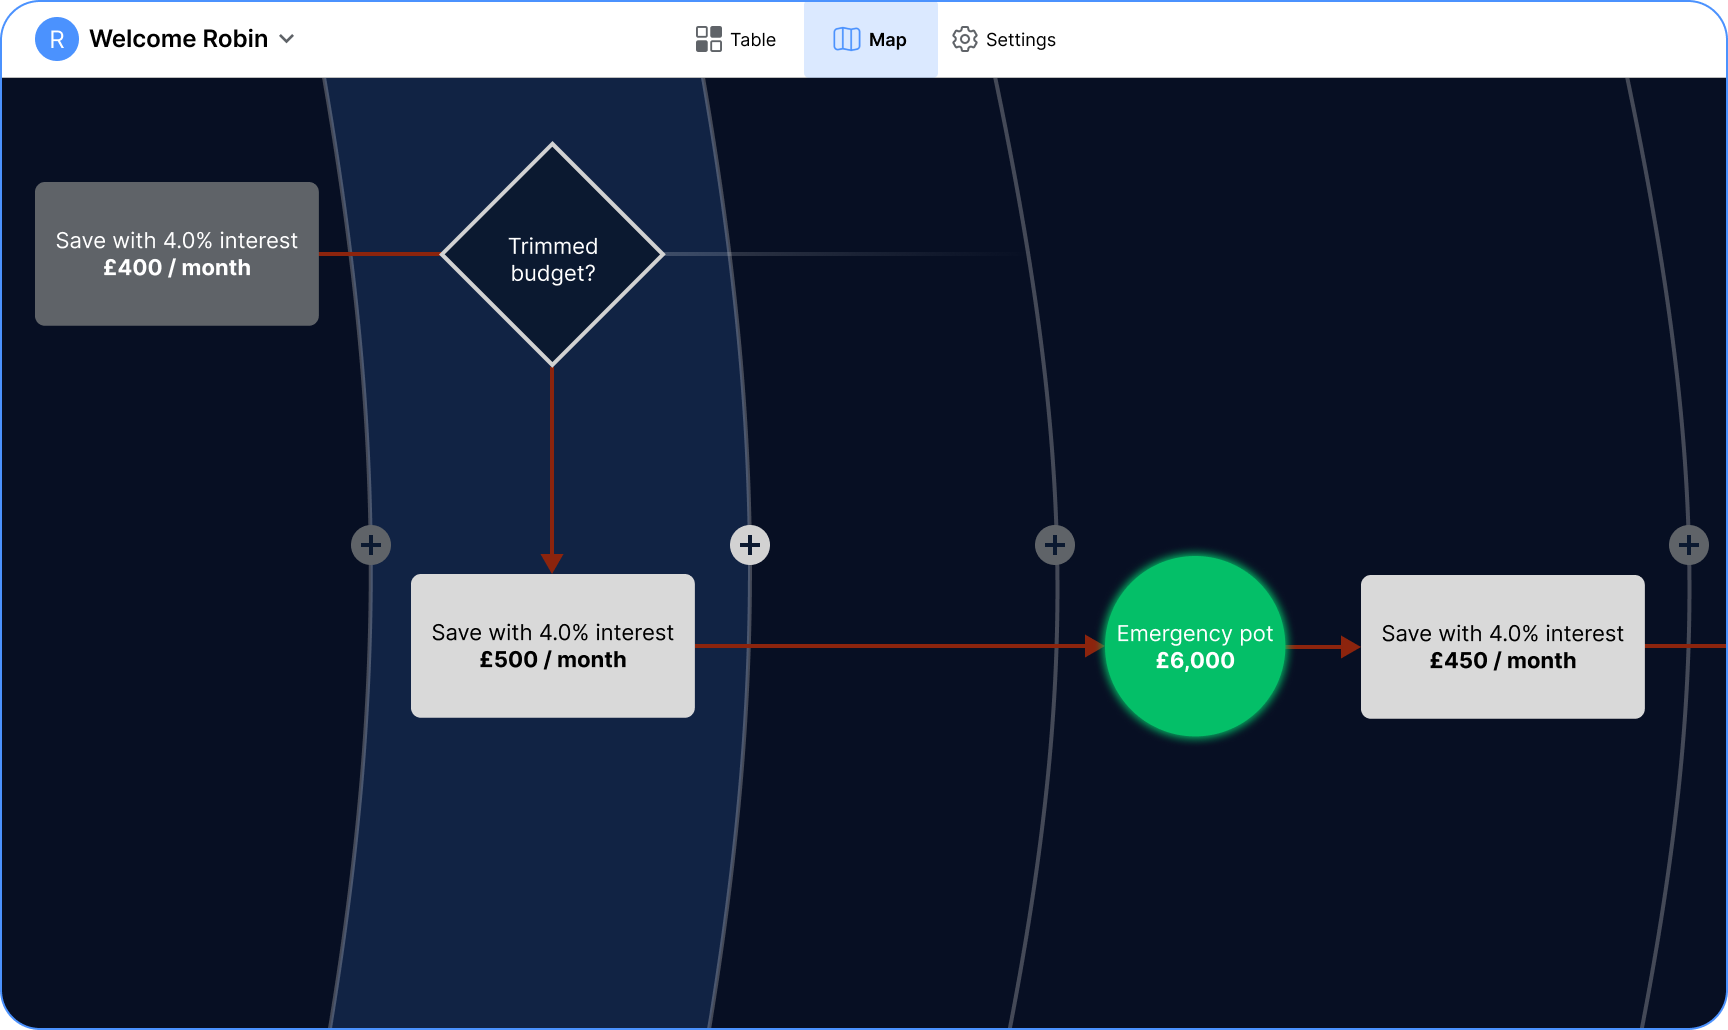 R Welcome Robin
Table
Map
Settings
Save with 4.0% interest
£400 / month
Trimmed
budget?
Save with 4.0% interest
£500 / month
Emergency pot
£6,000
Save with 4.0% interest
£450 / month